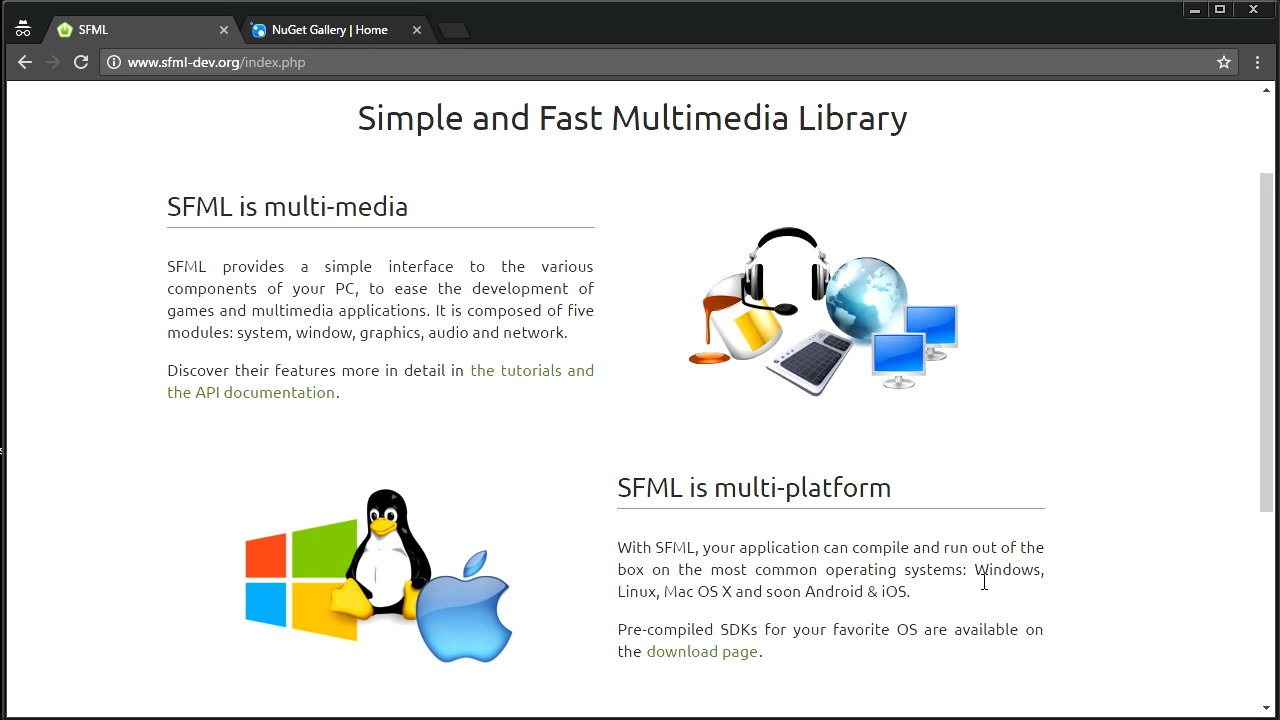 SFML
NuGet Gallery | Home
www.sfml-dev.org/index.php
Simple and Fast Multimedia Library
SFML is multi-media
SFML provides a simple interface to the various
components of your PC, to ease the development of
games and multimedia applications. It is composed of five
modules: system, window, graphics, audio and network.
Discover their features more in detail in the tutorials and
the API documentation.
SFML is multi-platform
With SFML, your application can compile and run out of the
box on the most common operating systems: Windows,
Linux, Mac OS X and soon Android & iOS.
Pre-compiled SDKs for your favorite OS are available on
the download page.